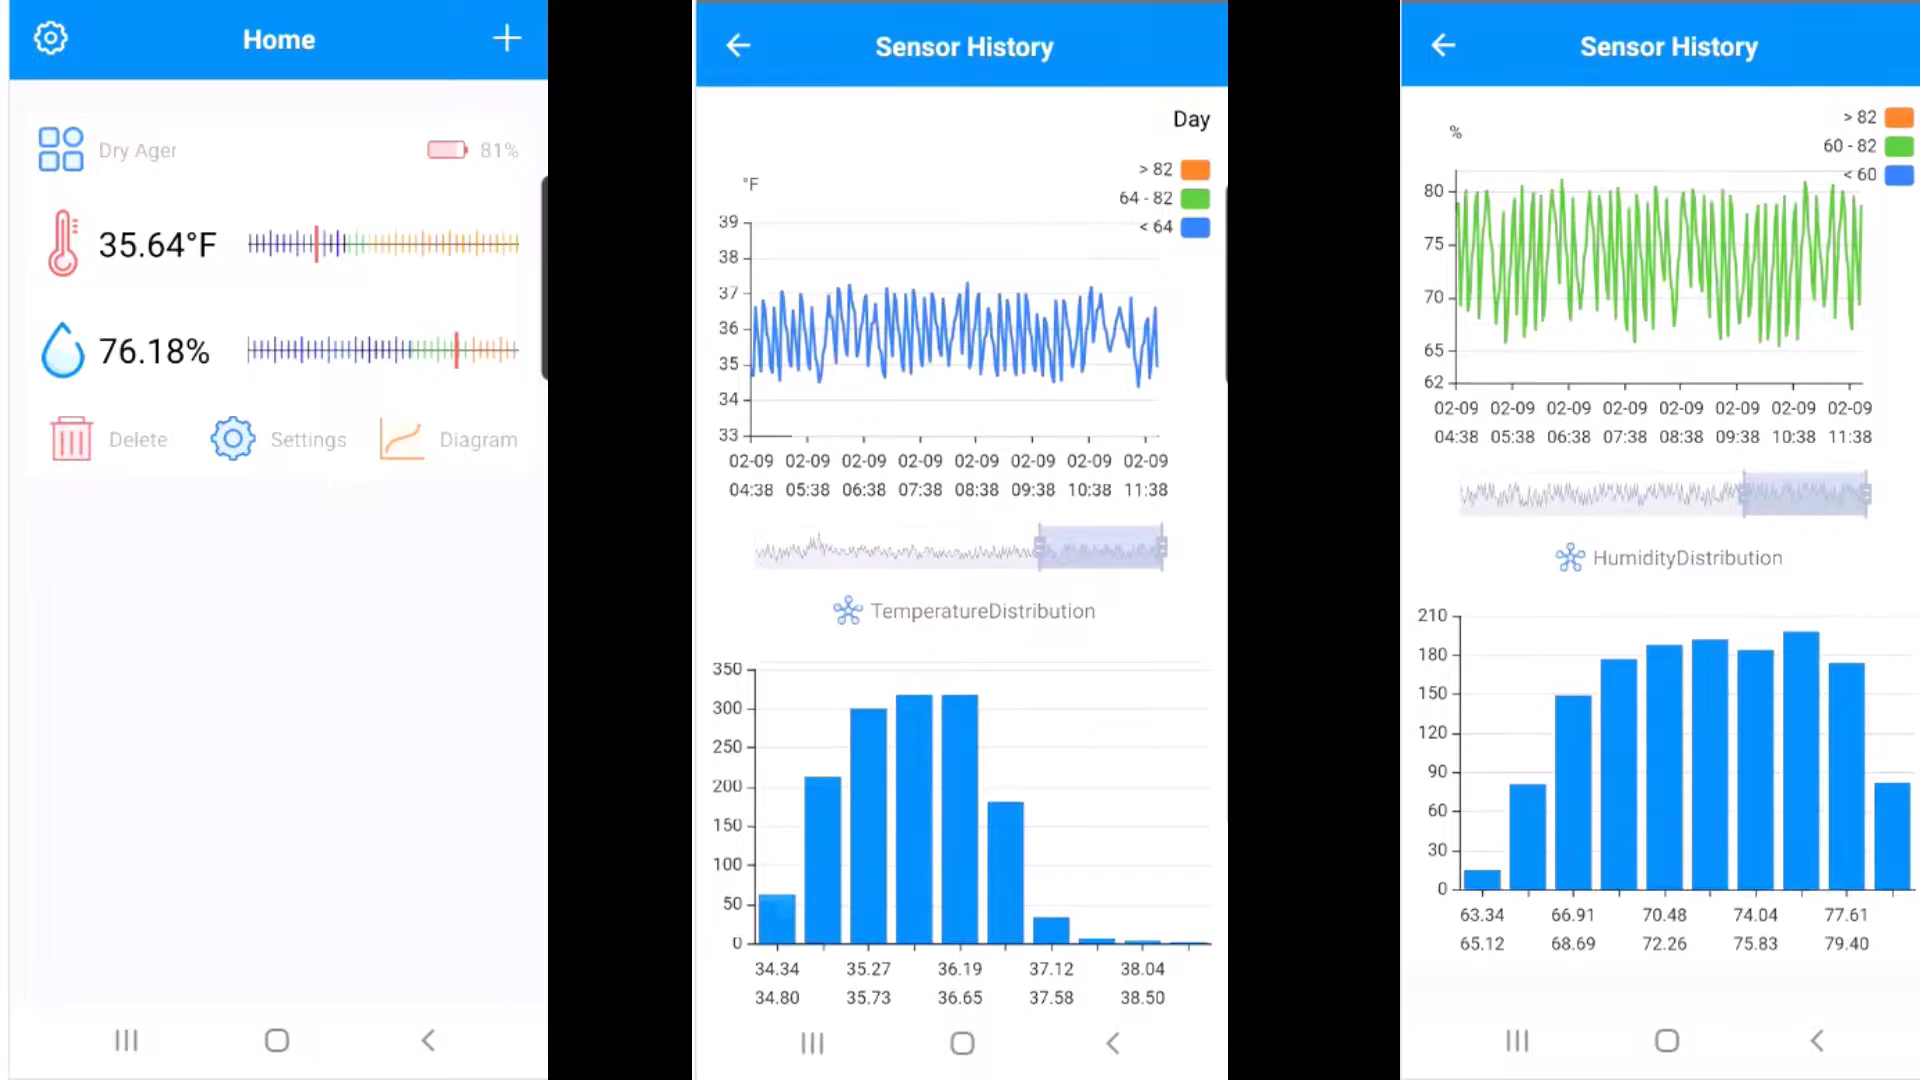 Home
Dry Ager
81%
35.64°F
76.18%
Delete
Settings
Diagram
Sensor History
Day
> 82
64 - 82
< 64
°F
39
38
37
36
35
34
33
02-09 02-09 02-09 02-09 02-09 02-09 02-09 02-09
04:38 05:38 06:38 07:38 08:38 09:38 10:38 11:38
TemperatureDistribution
350
300
250
200
150
100
50
0
34.34 35.27 36.19 37.12 38.04
34.80 35.73 36.65 37.58 38.50
Sensor History
> 82
60 - 82
< 60
%
80
75
70
65
62
02-09 02-09 02-09 02-09 02-09 02-09 02-09 02-09
04:38 05:38 06:38 07:38 08:38 09:38 10:38 11:38
HumidityDistribution
210
180
150
120
90
60
30
0
63.34 66.91 70.48 74.04 77.61
65.12 68.69 72.26 75.83 79.40